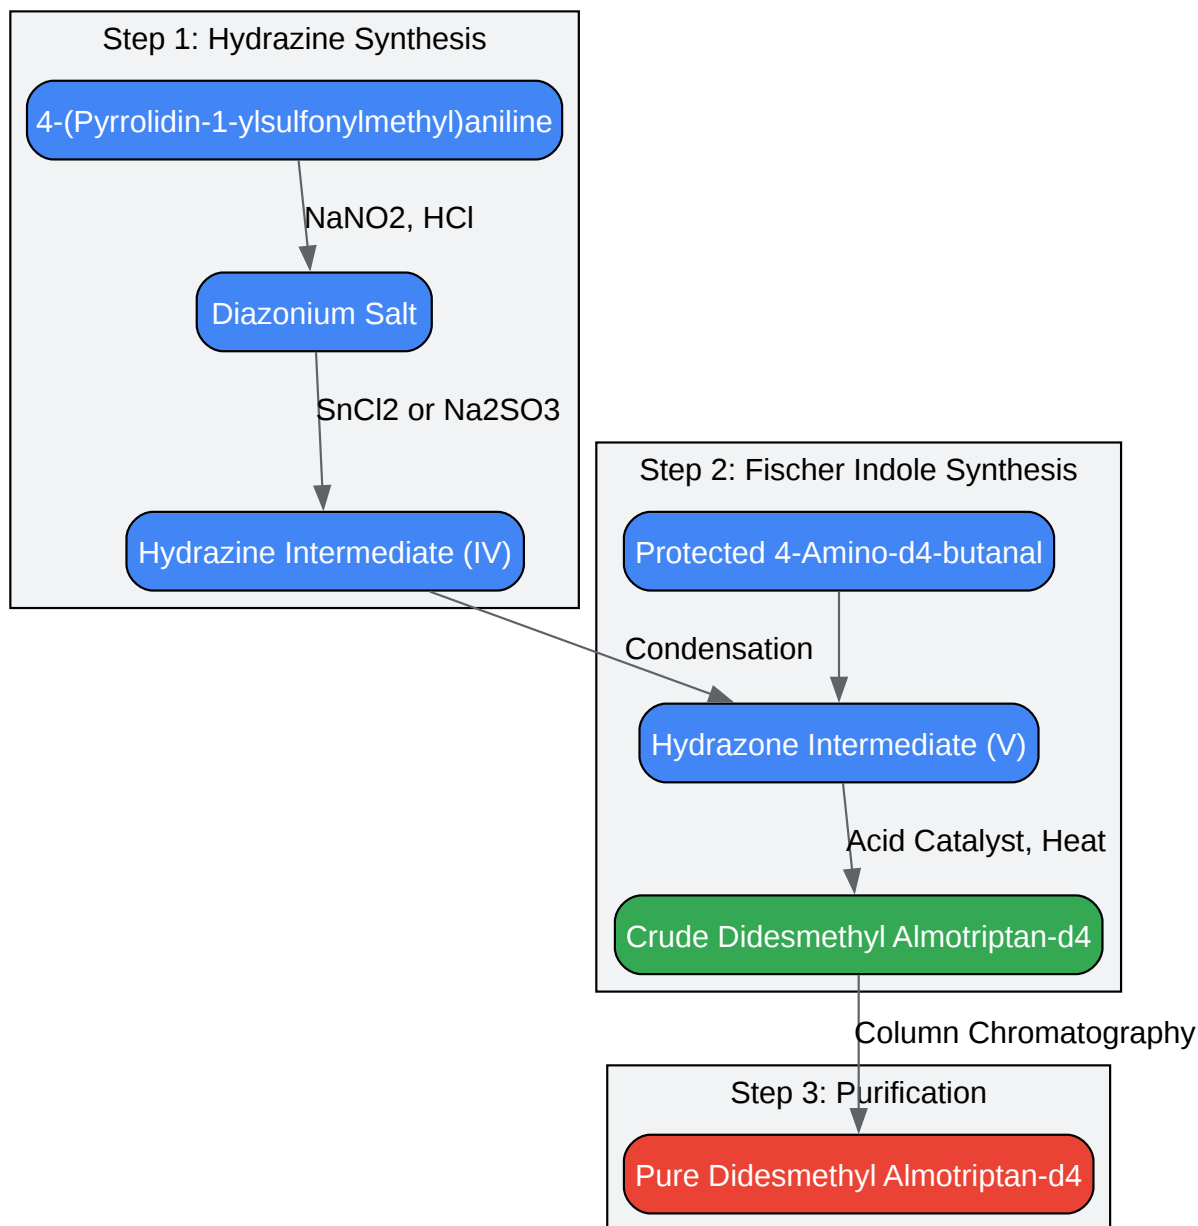 Step 1: Hydrazine Synthesis
4-(Pyrrolidin-1-ylsulfonylmethyl)aniline
NaNO2, HCl
Diazonium Salt
SnCl2 or Na2SO3
Hydrazine Intermediate (IV)
Step 2: Fischer Indole Synthesis
Protected 4-Amino-d4-butanal
Condensation
Hydrazone Intermediate (V)
Acid Catalyst, Heat
Crude Didesmethyl Almotriptan-d4
Column Chromatography
Step 3: Purification
Pure Didesmethyl Almotriptan-d4